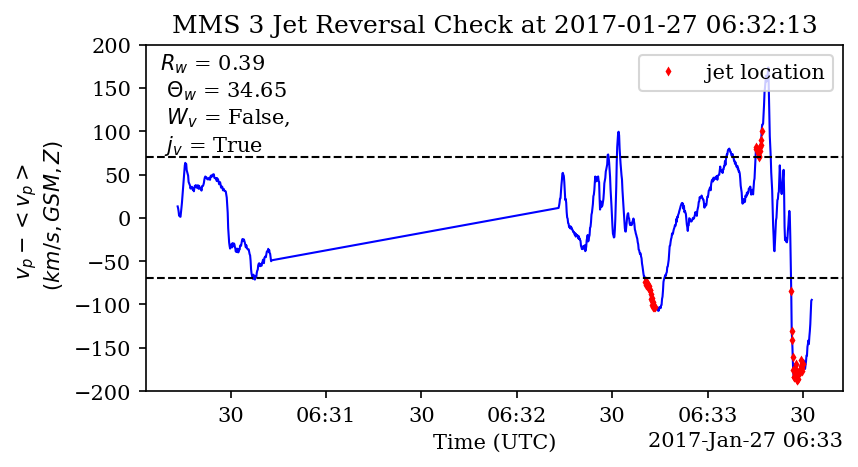 MMS 3 Jet Reversal Check at 2017-01-27 06:32:13
R_w = 0.39
Θ_w = 34.65
W_v = False,
j_v = True
jet location
v_p − < v_p >
(km/s, GSM, Z)
200
150
100
50
0
−50
−100
−150
−200
30
06:31
30
06:32
30
06:33
30
Time (UTC)
2017-Jan-27 06:33